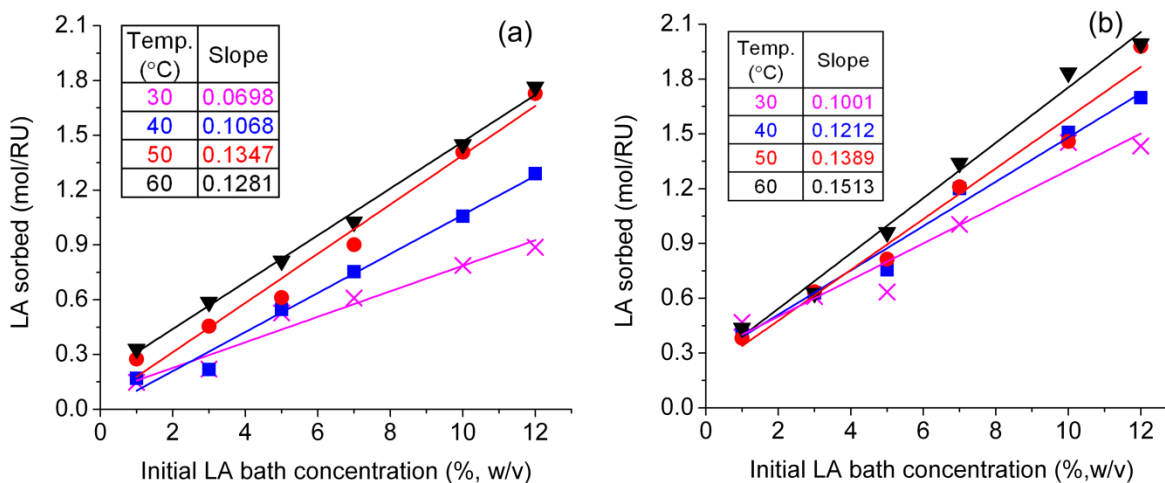 (a)
Temp. (°C) Slope
30 0.0698
40 0.1068
50 0.1347
60 0.1281
LA sorbed (mol/RU)
2.1
1.8
1.5
1.2
0.9
0.6
0.3
0.0
0 2 4 6 8 10 12
Initial LA bath concentration (%, w/v)
(b)
Temp. (°C) Slope
30 0.1001
40 0.1212
50 0.1389
60 0.1513
LA sorbed (mol/RU)
2.1
1.8
1.5
1.2
0.9
0.6
0.3
0.0
0 2 4 6 8 10 12
Initial LA bath concentration (%,w/v)